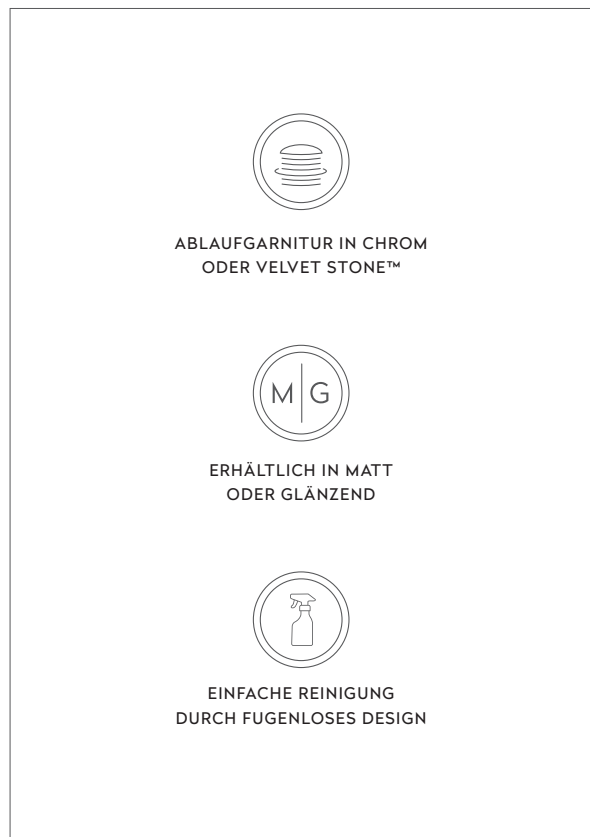 ABLAUFGARNITUR IN CHROM
ODER VELVET STONE™
M|G
ERHÄLTLICH IN MATT
ODER GLÄNZEND
EINFACHE REINIGUNG
DURCH FUGENLOSES DESIGN